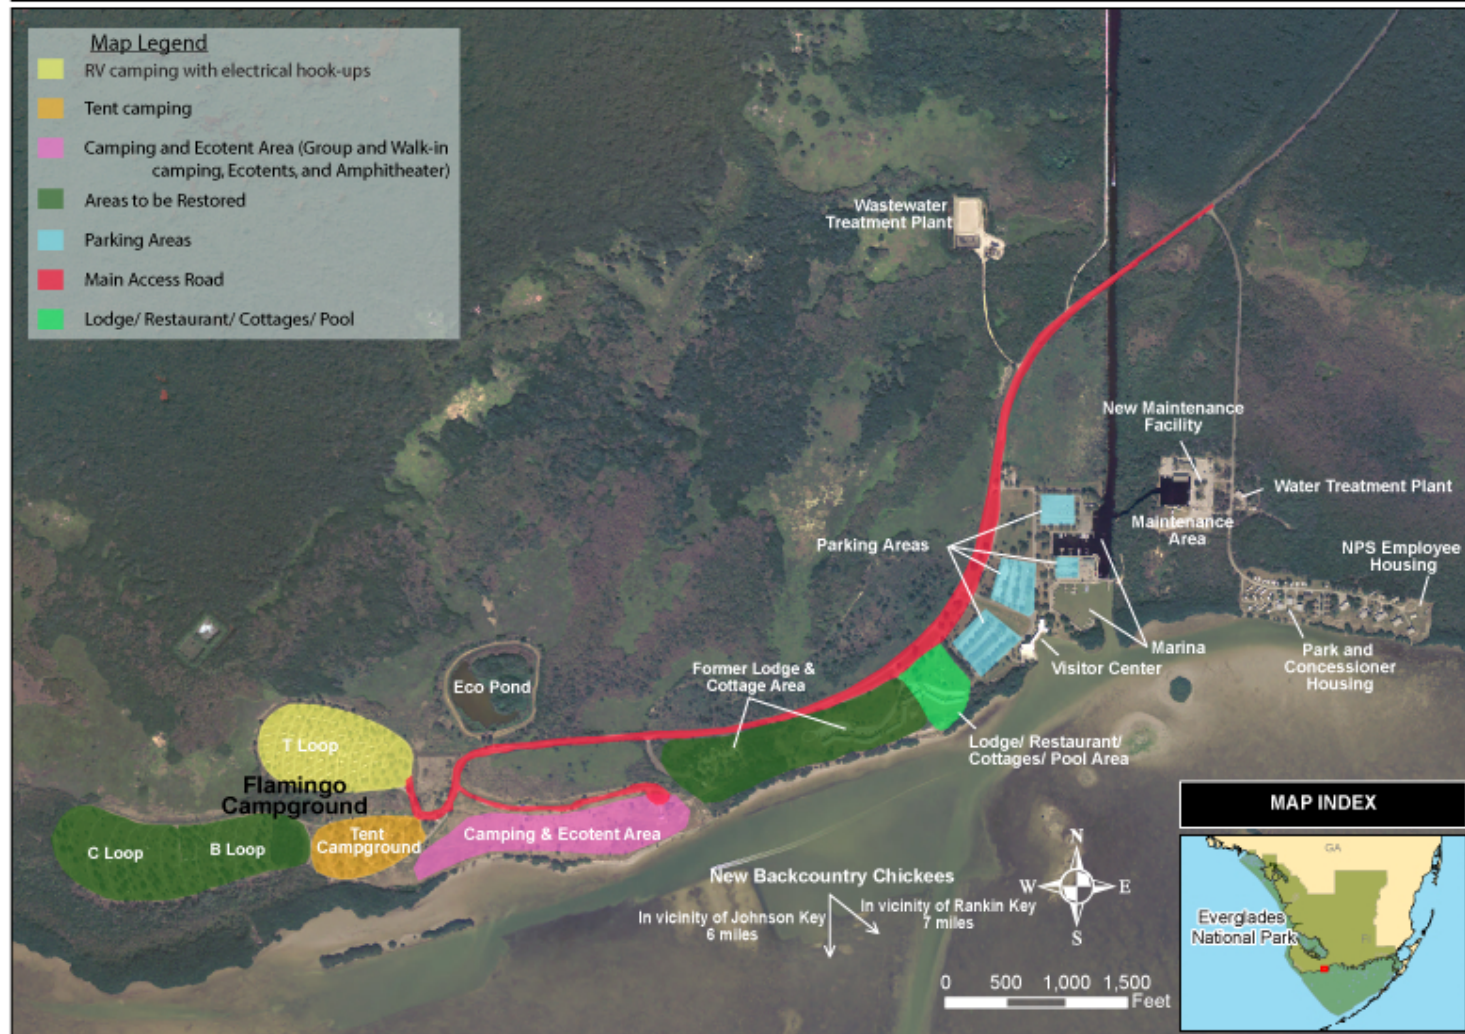 Map Legend
RV camping with electrical hook-ups
Tent camping
Camping and Ecotent Area (Group and Walk-in
camping, Ecotents, and Amphitheater)
Areas to be Restored
Parking Areas
Main Access Road
Lodge/ Restaurant/ Cottages/ Pool
Wastewater
Treatment Plant
New Maintenance
Facility
Water Treatment Plant
Maintenance
Area
NPS Employee
Housing
Parking Areas
Marina
Park and
Concessioner
Housing
Visitor Center
Former Lodge &
Cottage Area
Eco Pond
Lodge/ Restaurant/
Cottages/ Pool Area
T Loop
Flamingo
Campground
C Loop
B Loop
Tent
Campground
Camping & Ecotent Area
New Backcountry Chickees
In vicinity of Johnson Key
6 miles
In vicinity of Rankin Key
7 miles
N
W
E
S
0 500 1,000 1,500
Feet
MAP INDEX
GA
Everglades
National Park